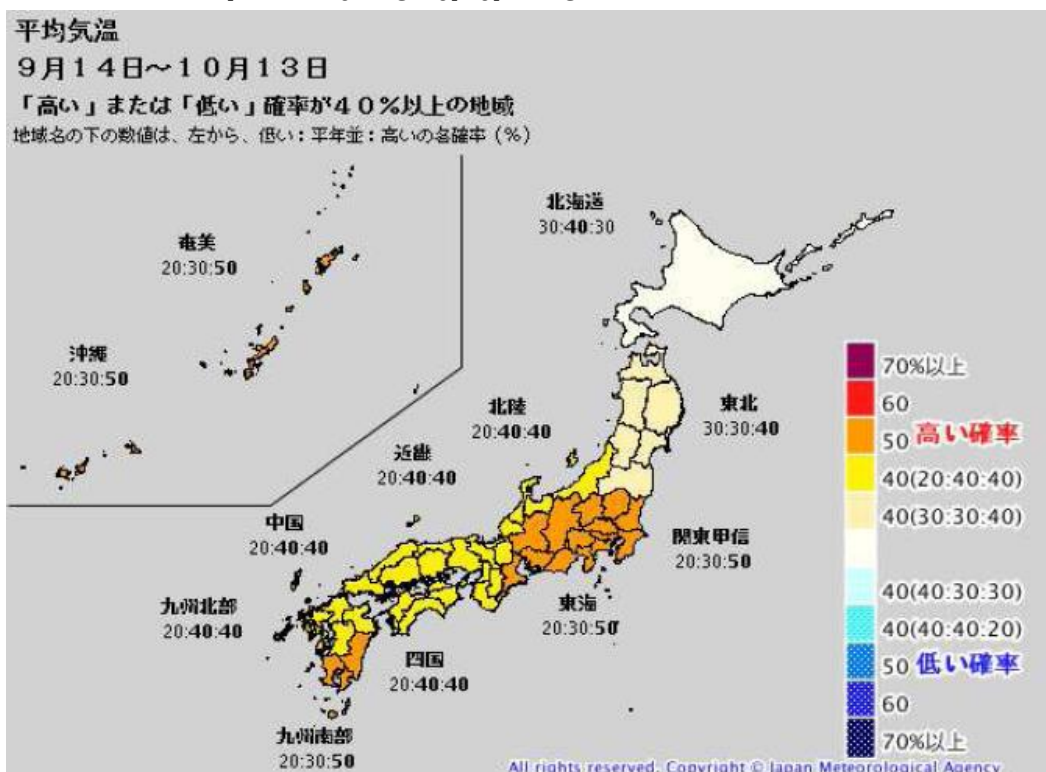 平均気温
9月14日～10月13日
「高い」または「低い」確率が40%以上の地域
地域名の下の数値は、左から、低い：平年並：高いの各確率（%）
北海道
30:40:30
奄美
20:30:50
沖縄
20:30:50
東北
30:30:40
北陸
20:40:40
近畿
20:40:40
中国
20:40:40
関東甲信
20:30:50
九州北部
20:40:40
東海
20:30:50
四国
20:40:40
九州南部
20:30:50
70%以上
60
50 高い確率
40(20:40:40)
40(30:30:40)
40(40:30:30)
40(40:40:20)
50 低い確率
60
70%以上
All rights reserved. Copyright © Japan Meteorological Agency